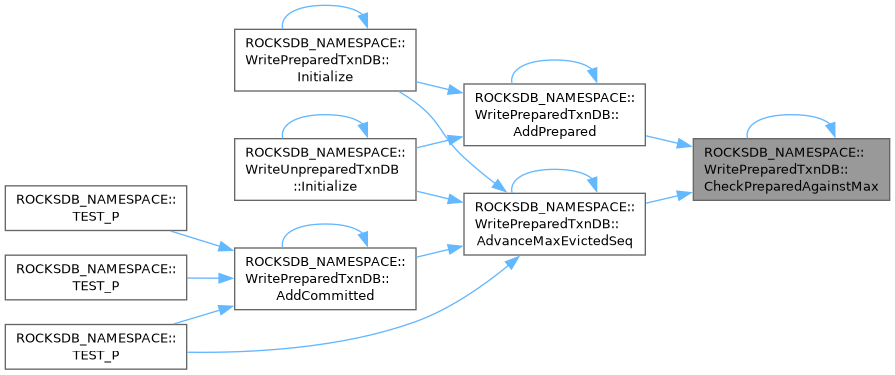 ROCKSDB_NAMESPACE::
WritePreparedTxnDB::
Initialize
ROCKSDB_NAMESPACE::
WritePreparedTxnDB::
AddPrepared
ROCKSDB_NAMESPACE::
WriteUnpreparedTxnDB
::Initialize
ROCKSDB_NAMESPACE::
WritePreparedTxnDB::
CheckPreparedAgainstMax
ROCKSDB_NAMESPACE::
TEST_P
ROCKSDB_NAMESPACE::
WritePreparedTxnDB::
AdvanceMaxEvictedSeq
ROCKSDB_NAMESPACE::
TEST_P
ROCKSDB_NAMESPACE::
WritePreparedTxnDB::
AddCommitted
ROCKSDB_NAMESPACE::
TEST_P